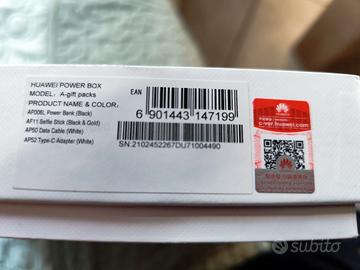 HUAWEI POWER BOX
MODEL: A-gift packs
PRODUCT NAME & COLOR:
AP006L Power Bank (Black)
AF11 Selfie Stick (Black & Gold)
AP50 Data Cable (White)
AP52 Type-C Adapter (White)
EAN
6 901443 147199
SN.2102452267DU71004490
HUAWEI
subito